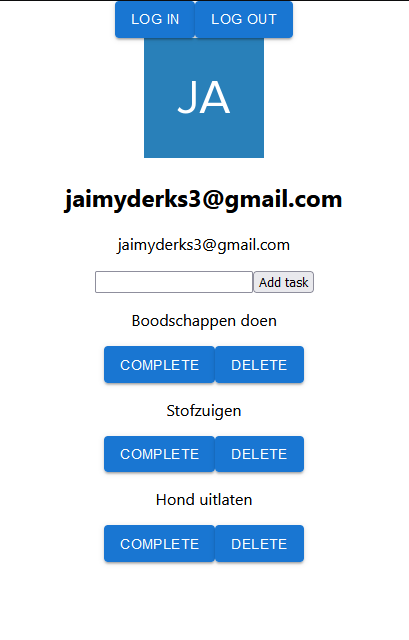 LOG IN LOG OUT
JA
jaimyderks3@gmail.com
jaimyderks3@gmail.com
Add task
Boodschappen doen
COMPLETE DELETE
Stofzuigen
COMPLETE DELETE
Hond uitlaten
COMPLETE DELETE